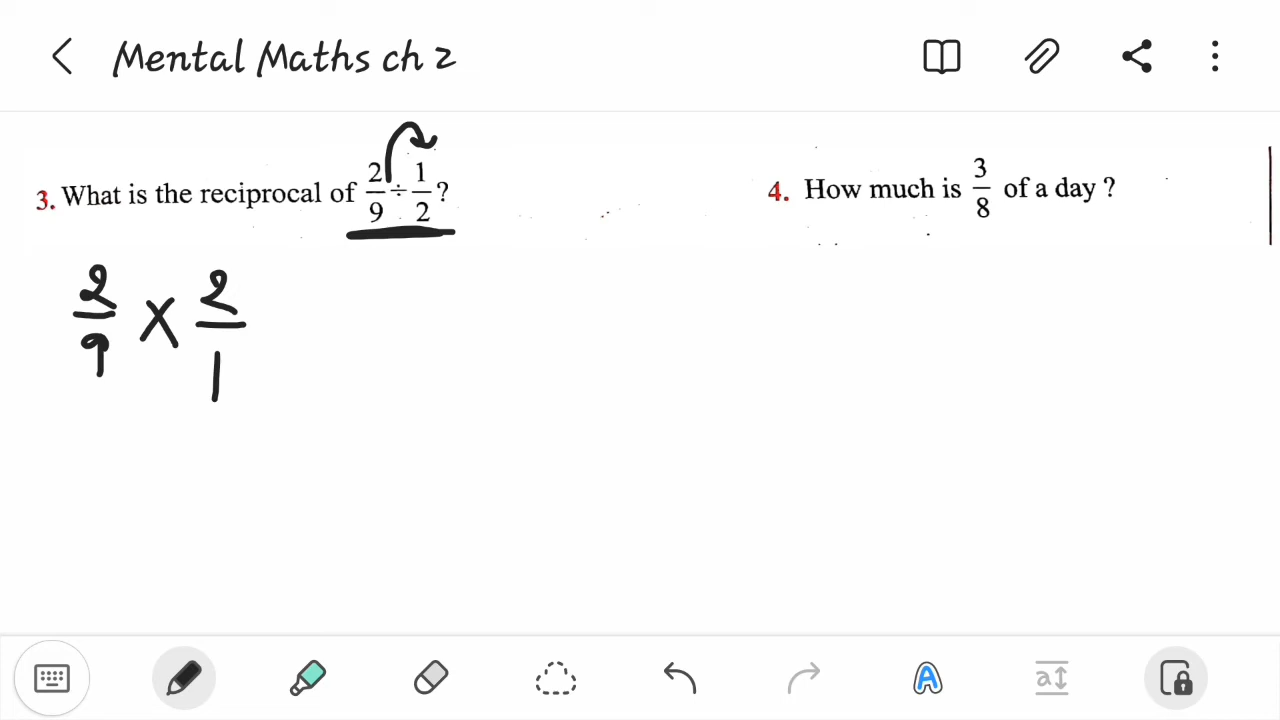 Mental Maths ch 2
3. What is the reciprocal of 2/9 ÷ 1/2 ?
2/9 × 2/1
4. How much is 3/8 of a day ?
A
a